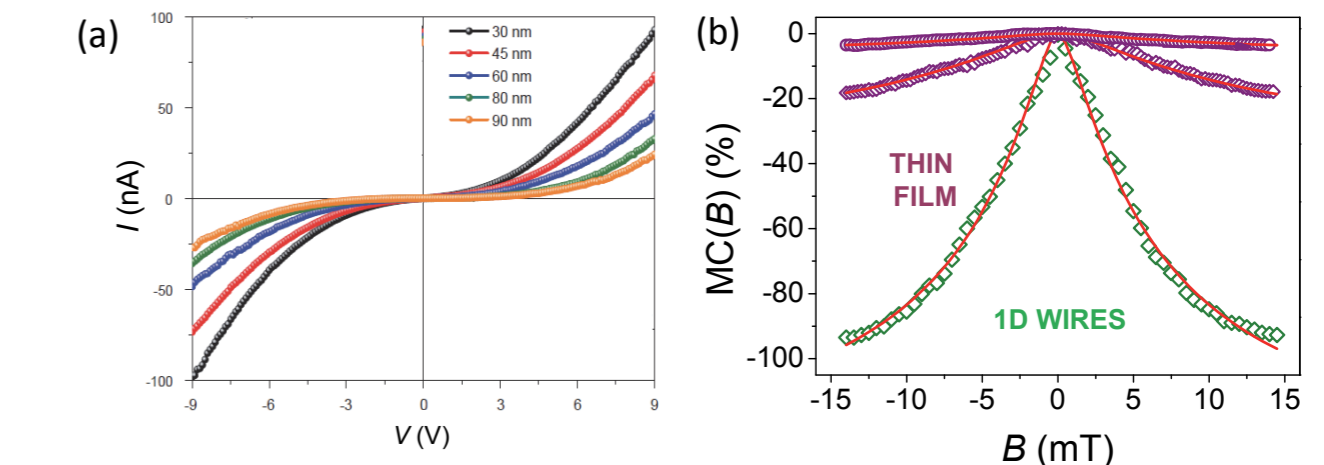 (a)
100
50
0
-50
-100
I (nA)
30 nm
45 nm
60 nm
80 nm
90 nm
-9
-6
-3
0
3
6
9
V (V)
(b)
0
-20
-40
-60
-80
-100
MC(B) (%)
THIN
FILM
1D WIRES
-15
-10
-5
0
5
10
15
B (mT)